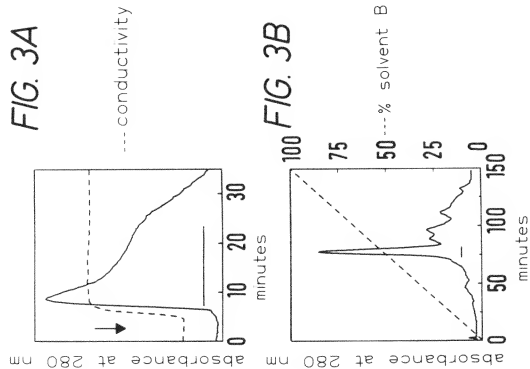 FIG. 3A
--- conductivity
absorbance at 280 nm
0
10
20
30
minutes
FIG. 3B
--- % solvent B
absorbance at 280 nm
100
75
50
25
0
0
50
100
150
minutes